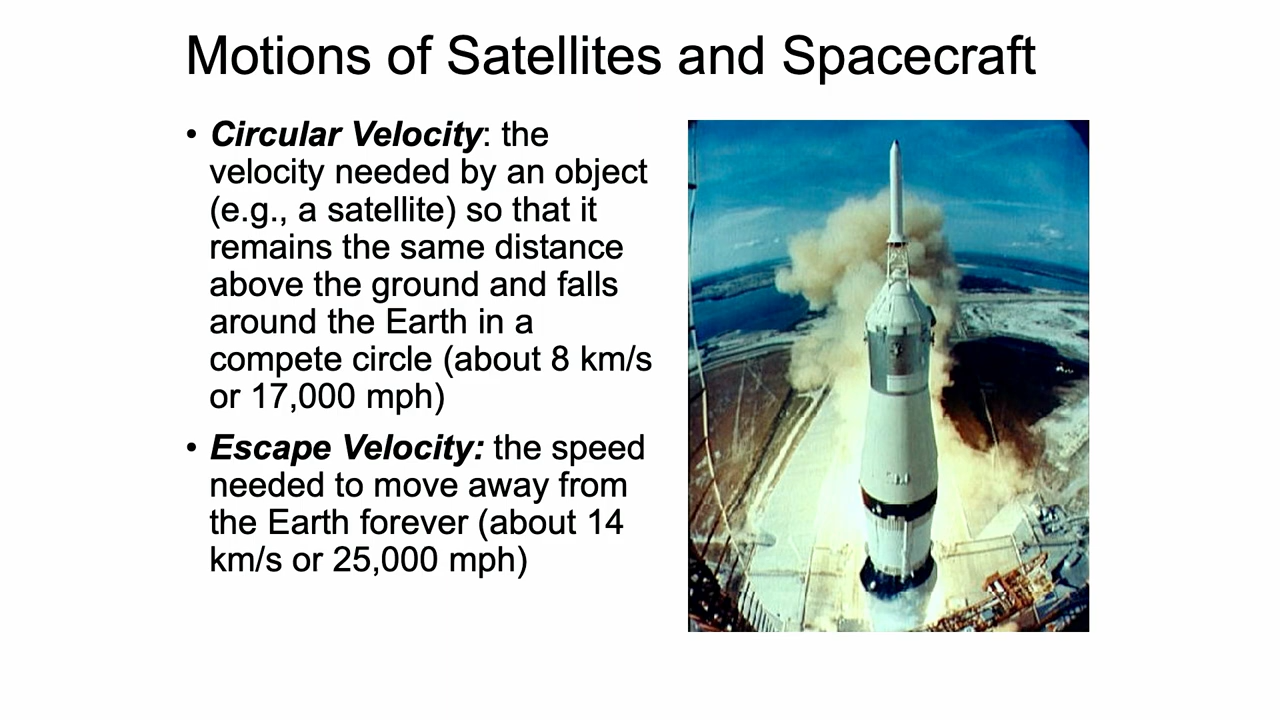 Motions of Satellites and Spacecraft
• Circular Velocity: the
velocity needed by an object
(e.g., a satellite) so that it
remains the same distance
above the ground and falls
around the Earth in a
compete circle (about 8 km/s
or 17,000 mph)
• Escape Velocity: the speed
needed to move away from
the Earth forever (about 14
km/s or 25,000 mph)